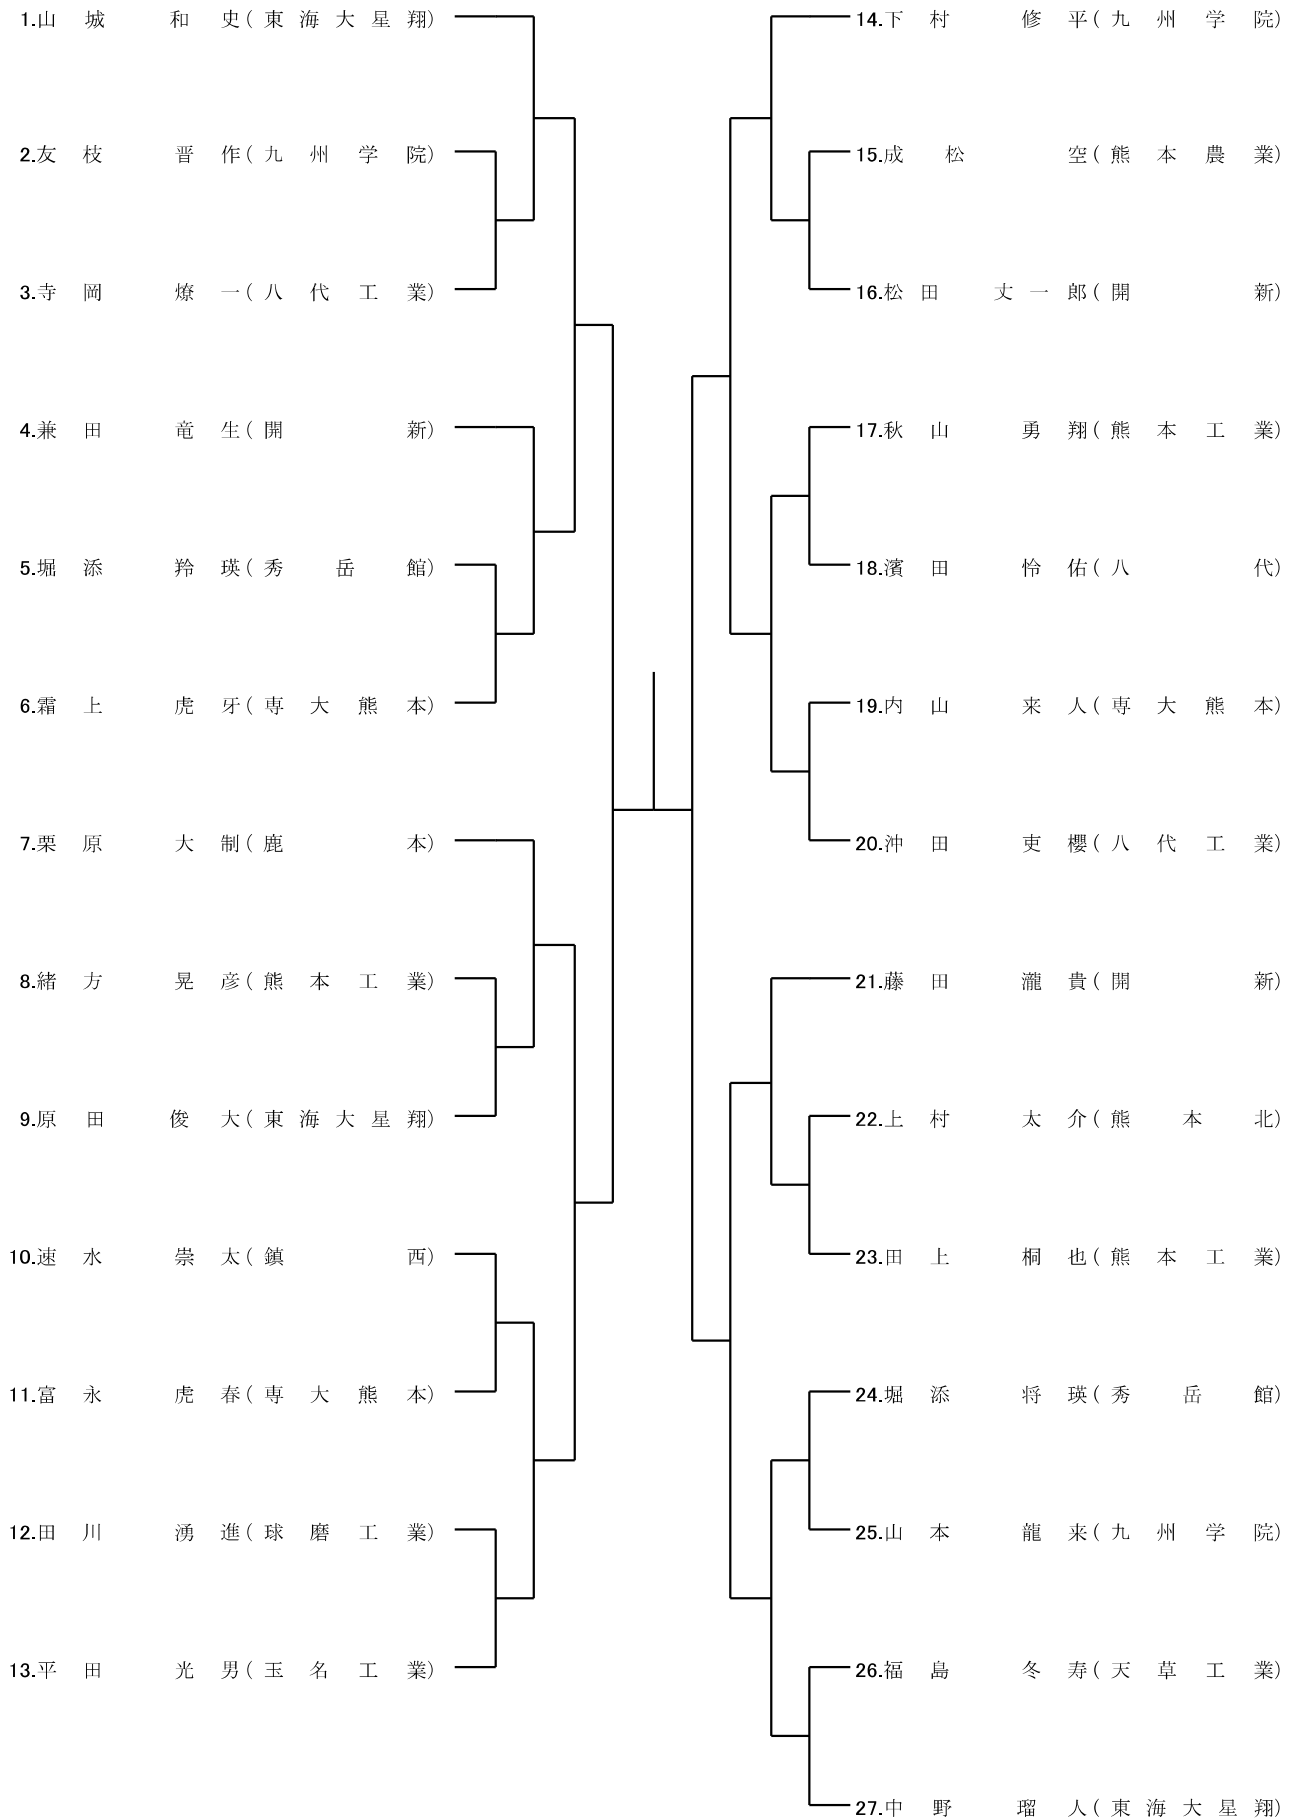 1.山城 和史(東海大星翔)
2.友枝 晋作(九州学院)
3.寺岡 燎一(八代工業)
4.兼田 竜生(開新)
5.堀添 羚瑛(秀岳館)
6.霜上 虎牙(専大熊本)
7.栗原 大制(鹿本)
8.緒方 晃彦(熊本工業)
9.原田 俊大(東海大星翔)
10.速水 崇太(鎮西)
11.富永 虎春(専大熊本)
12.田川 湧進(球磨工業)
13.平田 光男(玉名工業)
14.下村 修平(九州学院)
15.成松 空(熊本農業)
16.松田 丈一郎(開新)
17.秋山 勇翔(熊本工業)
18.濱田 怜佑(八代)
19.内山 来人(専大熊本)
20.沖田 吏櫻(八代工業)
21.藤田 瀧貴(開新)
22.上村 太介(熊本北)
23.田上 桐也(熊本工業)
24.堀添 将瑛(秀岳館)
25.山本 龍来(九州学院)
26.福島 冬寿(天草工業)
27.中野 瑠人(東海大星翔)